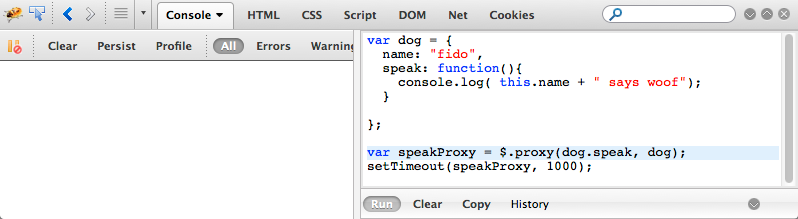 Console HTML CSS Script DOM Net Cookies
Clear Persist Profile All Errors Warning
var dog = {
  name: "fido",
  speak: function(){
    console.log( this.name + " says woof");
  }
};
var speakProxy = $.proxy(dog.speak, dog);
setTimeout(speakProxy, 1000);
Run Clear Copy History